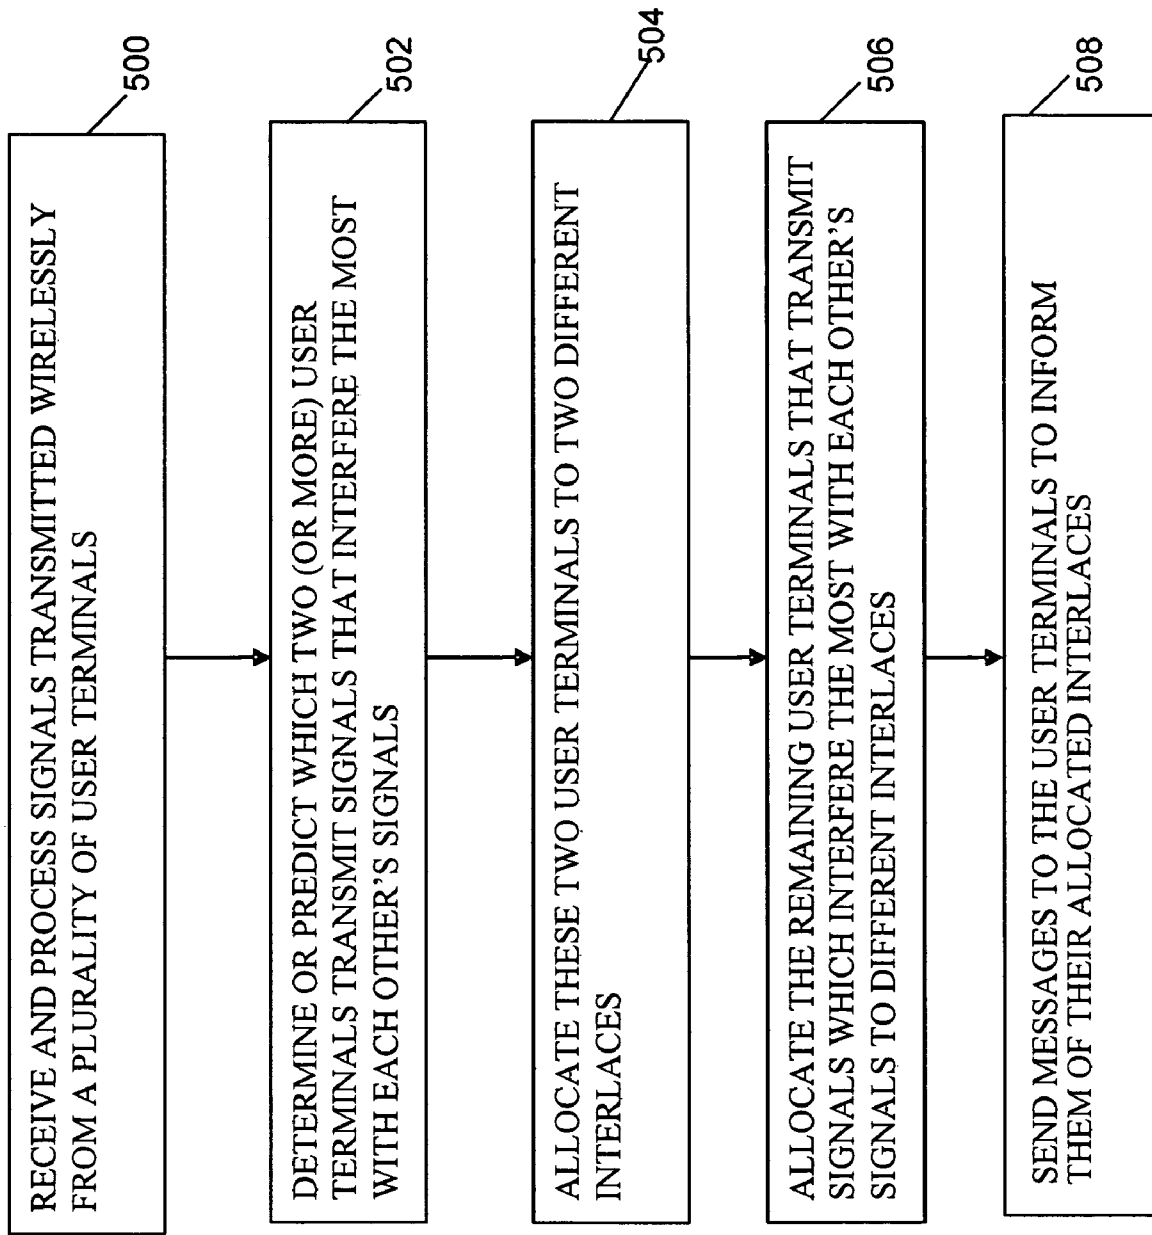 500
RECEIVE AND PROCESS SIGNALS TRANSMITTED WIRELESSLY
FROM A PLURALITY OF USER TERMINALS
502
DETERMINE OR PREDICT WHICH TWO (OR MORE) USER
TERMINALS TRANSMIT SIGNALS THAT INTERFERE THE MOST
WITH EACH OTHER'S SIGNALS
504
ALLOCATE THESE TWO USER TERMINALS TO TWO DIFFERENT
INTERLACES
506
ALLOCATE THE REMAINING USER TERMINALS THAT TRANSMIT
SIGNALS WHICH INTERFERE THE MOST WITH EACH OTHER'S
SIGNALS TO DIFFERENT INTERLACES
508
SEND MESSAGES TO THE USER TERMINALS TO INFORM
THEM OF THEIR ALLOCATED INTERLACES